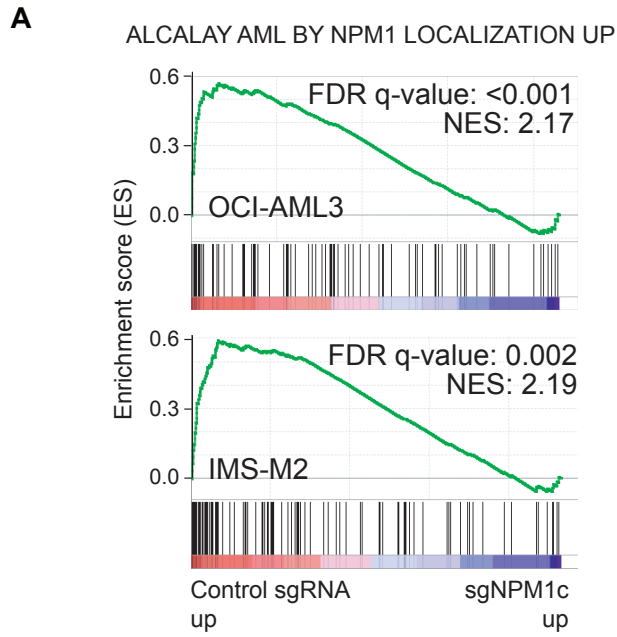 A
ALCALAY AML BY NPM1 LOCALIZATION UP
Enrichment score (ES)
0.6
0.3
0.0
FDR q-value: <0.001
NES: 2.17
OCI-AML3
0.6
0.3
0.0
FDR q-value: 0.002
NES: 2.19
IMS-M2
Control sgRNA
up
sgNPM1c
up